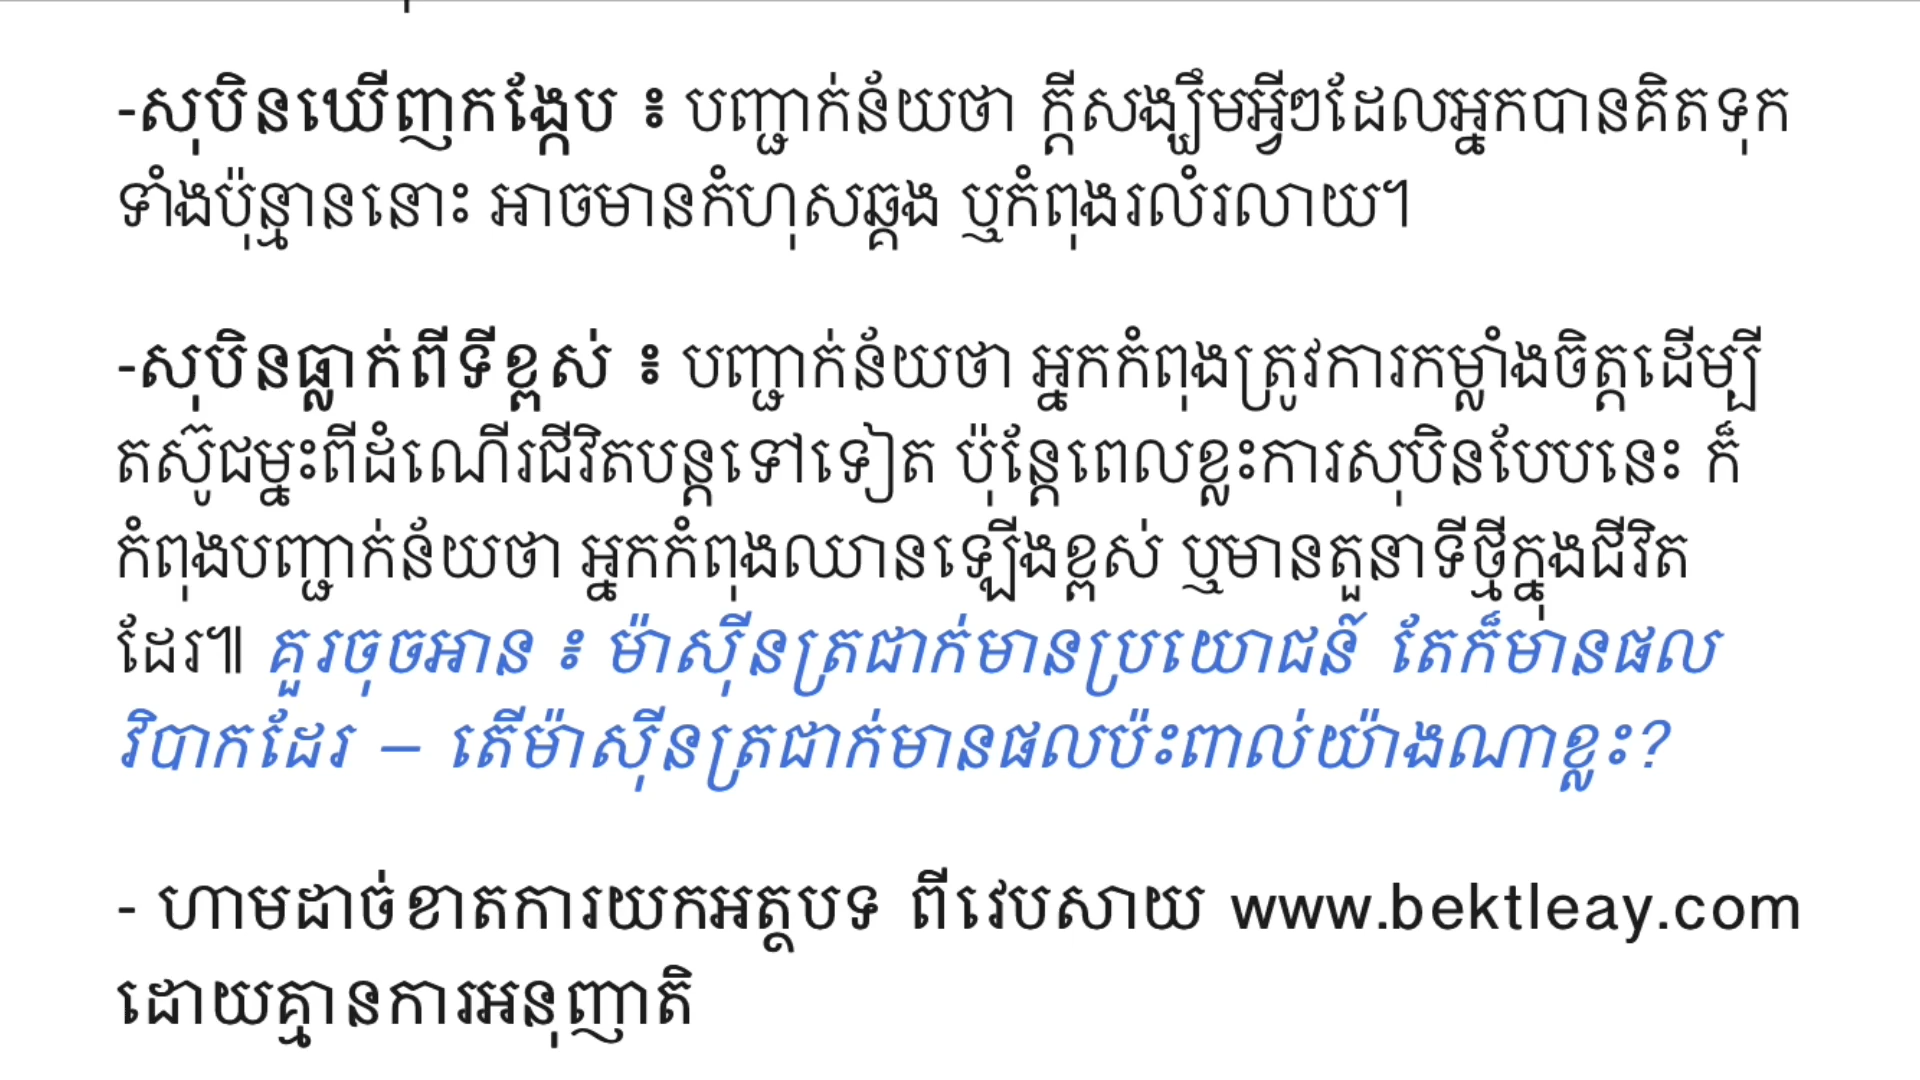 -សុបិនឃើញកង្កែប ៖ បញ្ជាក់ន័យថា ក្ដីសង្ឃឹមអ្វីៗដែលអ្នកបានគិតទុក
ទាំងប៉ុន្មាននោះ អាចមានកំហុសឆ្គង ឬកំពុងរលំរលាយ។
-សុបិនធ្លាក់ពីទីខ្ពស់ ៖ បញ្ជាក់ន័យថា អ្នកកំពុងត្រូវការកម្លាំងចិត្តដើម្បី
តស៊ូជម្នះពីដំណើរជីវិតបន្តទៅទៀត ប៉ុន្តែពេលខ្លះការសុបិនបែបនេះ ក៏
កំពុងបញ្ជាក់ន័យថា អ្នកកំពុងឈានឡើងខ្ពស់ ឬមានតួនាទីថ្មីក្នុងជីវិត
ដែរ៕ គួរចុចអាន ៖ ម៉ាស៊ីនត្រជាក់មានប្រយោជន៍ តែក៏មានផល
វិបាកដែរ – តើម៉ាស៊ីនត្រជាក់មានផលប៉ះពាល់យ៉ាងណាខ្លះ?
- ហាមដាច់ខាតការយកអត្ថបទ ពីវេបសាយ www.bektleay.com
ដោយគ្មានការអនុញាតិ